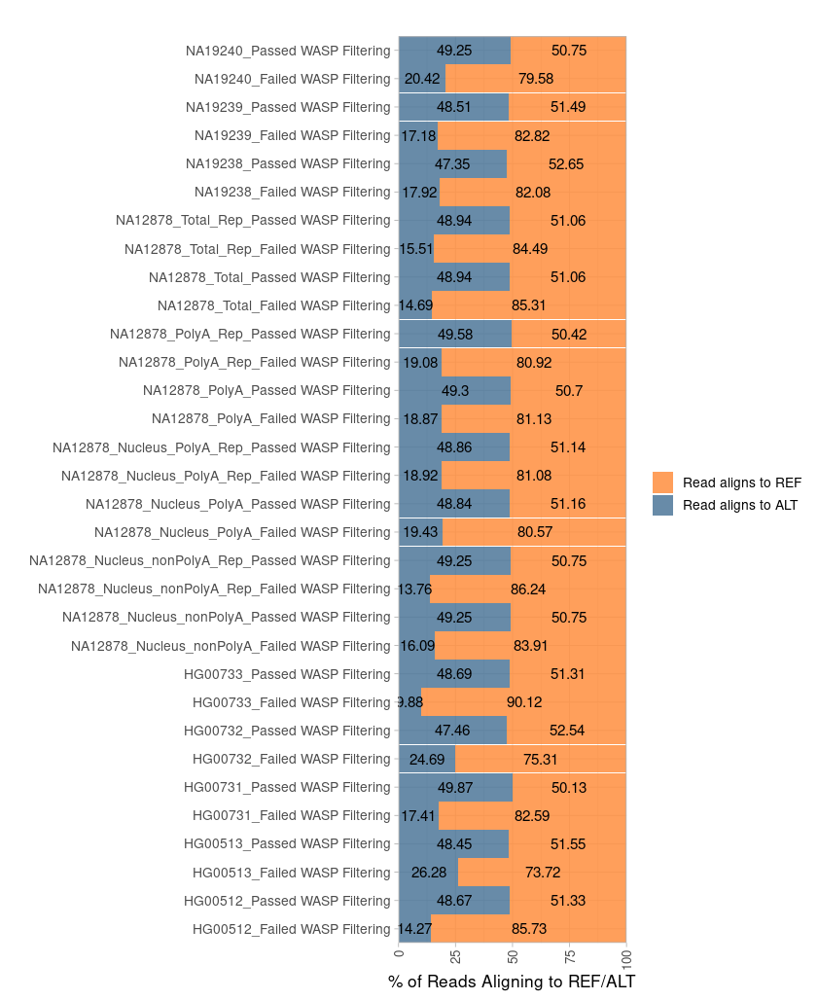 NA19240_Passed WASP Filtering 49.25 50.75
NA19240_Failed WASP Filtering 20.42 79.58
NA19239_Passed WASP Filtering 48.51 51.49
NA19239_Failed WASP Filtering 17.18 82.82
NA19238_Passed WASP Filtering 47.35 52.65
NA19238_Failed WASP Filtering 17.92 82.08
NA12878_Total_Rep_Passed WASP Filtering 48.94 51.06
NA12878_Total_Rep_Failed WASP Filtering 15.51 84.49
NA12878_Total_Passed WASP Filtering 48.94 51.06
NA12878_Total_Failed WASP Filtering 14.69 85.31
NA12878_PolyA_Rep_Passed WASP Filtering 49.58 50.42
NA12878_PolyA_Rep_Failed WASP Filtering 19.08 80.92
NA12878_PolyA_Passed WASP Filtering 49.3 50.7
NA12878_PolyA_Failed WASP Filtering 18.87 81.13
NA12878_Nucleus_PolyA_Rep_Passed WASP Filtering 48.86 51.14
NA12878_Nucleus_PolyA_Rep_Failed WASP Filtering 18.92 81.08
NA12878_Nucleus_PolyA_Passed WASP Filtering 48.84 51.16
NA12878_Nucleus_PolyA_Failed WASP Filtering 19.43 80.57
NA12878_Nucleus_nonPolyA_Rep_Passed WASP Filtering 49.25 50.75
NA12878_Nucleus_nonPolyA_Rep_Failed WASP Filtering 13.76 86.24
NA12878_Nucleus_nonPolyA_Passed WASP Filtering 49.25 50.75
NA12878_Nucleus_nonPolyA_Failed WASP Filtering 16.09 83.91
HG00733_Passed WASP Filtering 48.69 51.31
HG00733_Failed WASP Filtering 9.88 90.12
HG00732_Passed WASP Filtering 47.46 52.54
HG00732_Failed WASP Filtering 24.69 75.31
HG00731_Passed WASP Filtering 49.87 50.13
HG00731_Failed WASP Filtering 17.41 82.59
HG00513_Passed WASP Filtering 48.45 51.55
HG00513_Failed WASP Filtering 26.28 73.72
HG00512_Passed WASP Filtering 48.67 51.33
HG00512_Failed WASP Filtering 14.27 85.73
0 25 50 75 100
% of Reads Aligning to REF/ALT
Read aligns to REF
Read aligns to ALT